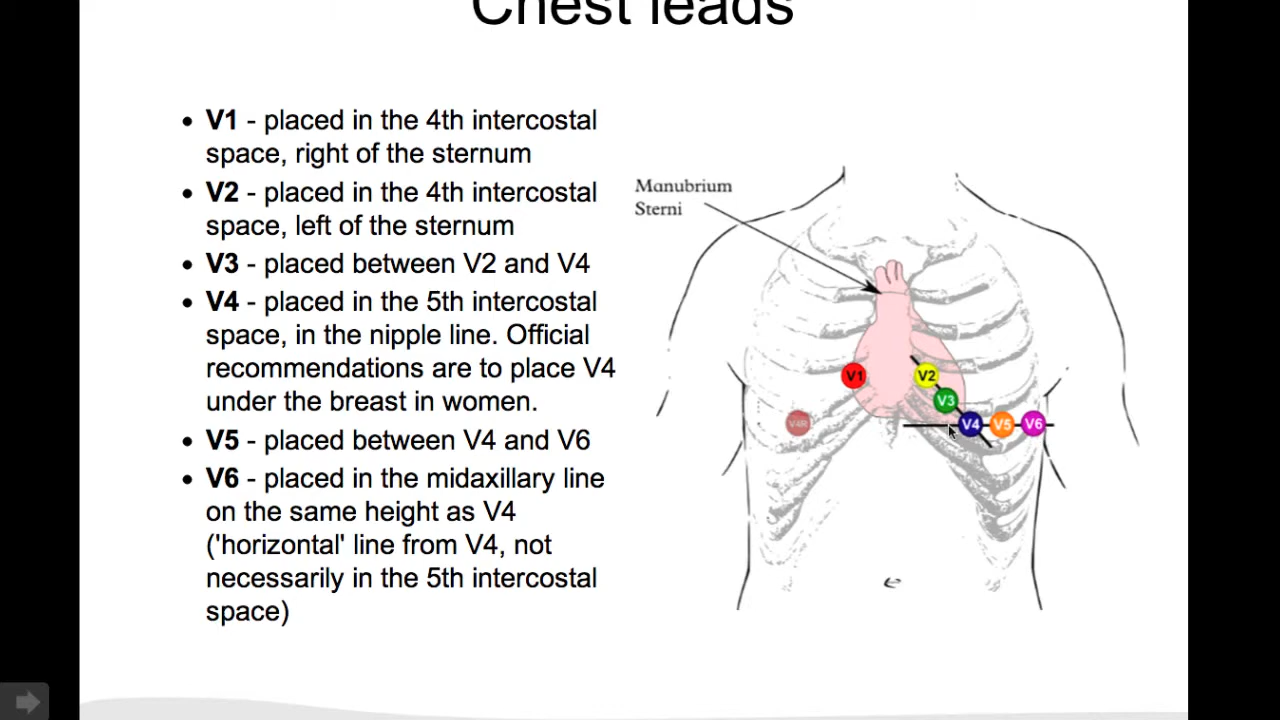 Chest leads
• V1 - placed in the 4th intercostal
space, right of the sternum
• V2 - placed in the 4th intercostal
space, left of the sternum
• V3 - placed between V2 and V4
• V4 - placed in the 5th intercostal
space, in the nipple line. Official
recommendations are to place V4
under the breast in women.
• V5 - placed between V4 and V6
• V6 - placed in the midaxillary line
on the same height as V4
('horizontal' line from V4, not
necessarily in the 5th intercostal
space)
Manubrium
Sterni
V1
V2
V3
V4R
V4
V5
V6